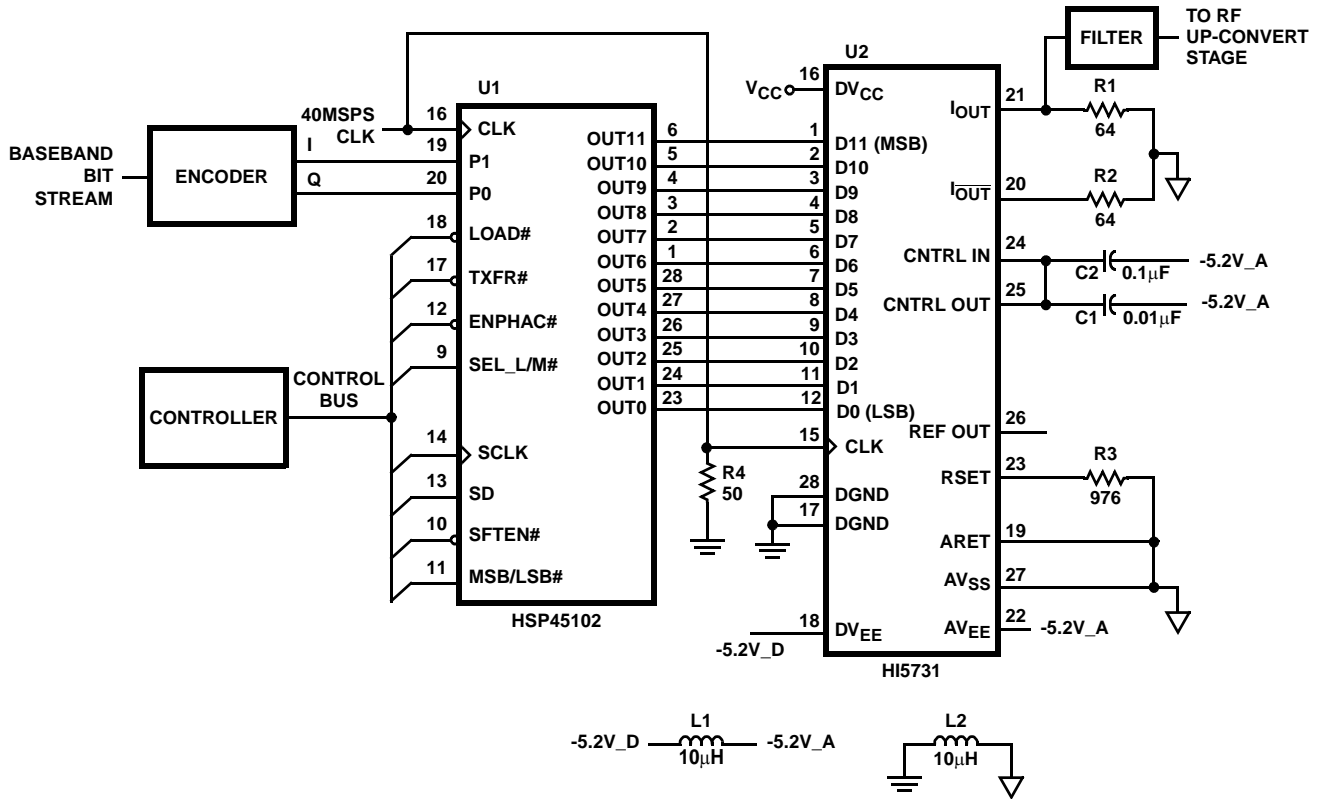 TO RF
UP-CONVERT
STAGE
FILTER
U2
VCC
16
DVCC
U1
R1
64
21
IOUT
40MSPS
CLK
16
CLK
BASEBAND
BIT
STREAM
ENCODER
I
19
P1
Q
20
P0
R2
64
20
IOUT
OUT11
6
1
D11 (MSB)
OUT10
5
2
D10
OUT9
4
3
D9
OUT8
3
4
D8
OUT7
2
5
D7
OUT6
1
6
D6
OUT5
28
7
D5
OUT4
27
8
D4
OUT3
26
9
D3
OUT2
25
10
D2
OUT1
24
11
D1
OUT0
23
12
D0 (LSB)
18
LOAD#
17
TXFR#
12
ENPHAC#
9
SEL_L/M#
CONTROLLER
CONTROL
BUS
14
SCLK
13
SD
10
SFTEN#
11
MSB/LSB#
HSP45102
CNTRL IN
24
C2
0.1µF
-5.2V_A
CNTRL OUT
25
C1
0.01µF
-5.2V_A
REF OUT
26
15
CLK
R4
50
RSET
23
R3
976
28
DGND
17
DGND
ARET
19
AVSS
27
18
DVEE
-5.2V_D
AVEE
22
-5.2V_A
HI5731
L1
-5.2V_D
10µH
-5.2V_A
L2
10µH